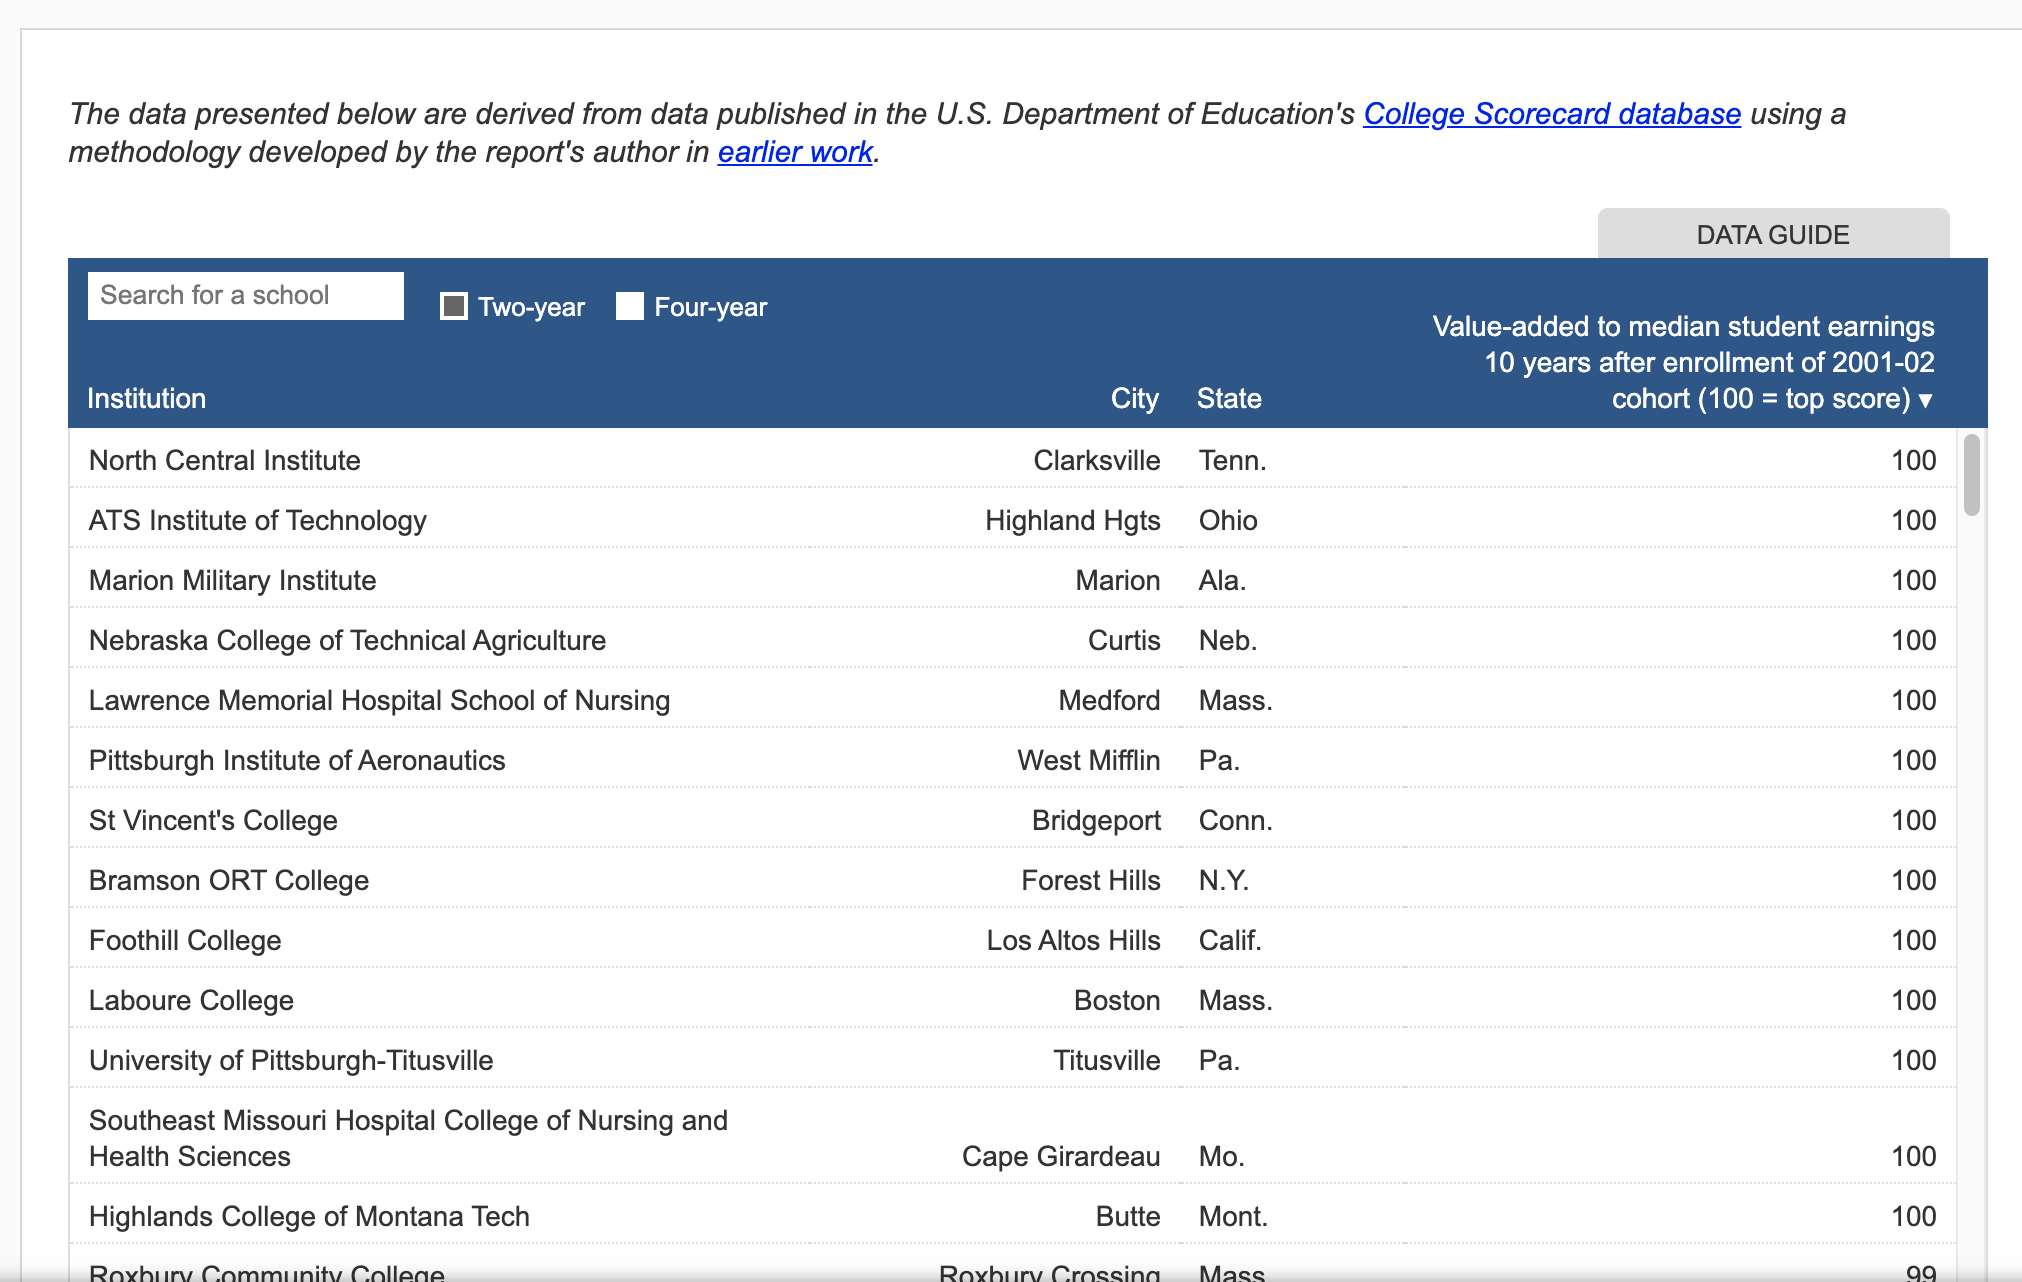 The data presented below are derived from data published in the U.S. Department of Education's College Scorecard database using a
methodology developed by the report's author in earlier work.
DATA GUIDE
Search for a school
Two-year Four-year
Value-added to median student earnings
10 years after enrollment of 2001-02
Institution City State cohort (100 = top score) ▼
North Central Institute Clarksville Tenn. 100
ATS Institute of Technology Highland Hgts Ohio 100
Marion Military Institute Marion Ala. 100
Nebraska College of Technical Agriculture Curtis Neb. 100
Lawrence Memorial Hospital School of Nursing Medford Mass. 100
Pittsburgh Institute of Aeronautics West Mifflin Pa. 100
St Vincent's College Bridgeport Conn. 100
Bramson ORT College Forest Hills N.Y. 100
Foothill College Los Altos Hills Calif. 100
Laboure College Boston Mass. 100
University of Pittsburgh-Titusville Titusville Pa. 100
Southeast Missouri Hospital College of Nursing and
Health Sciences Cape Girardeau Mo. 100
Highlands College of Montana Tech Butte Mont. 100
Roxbury Community College Roxbury Crossing Mass. 99